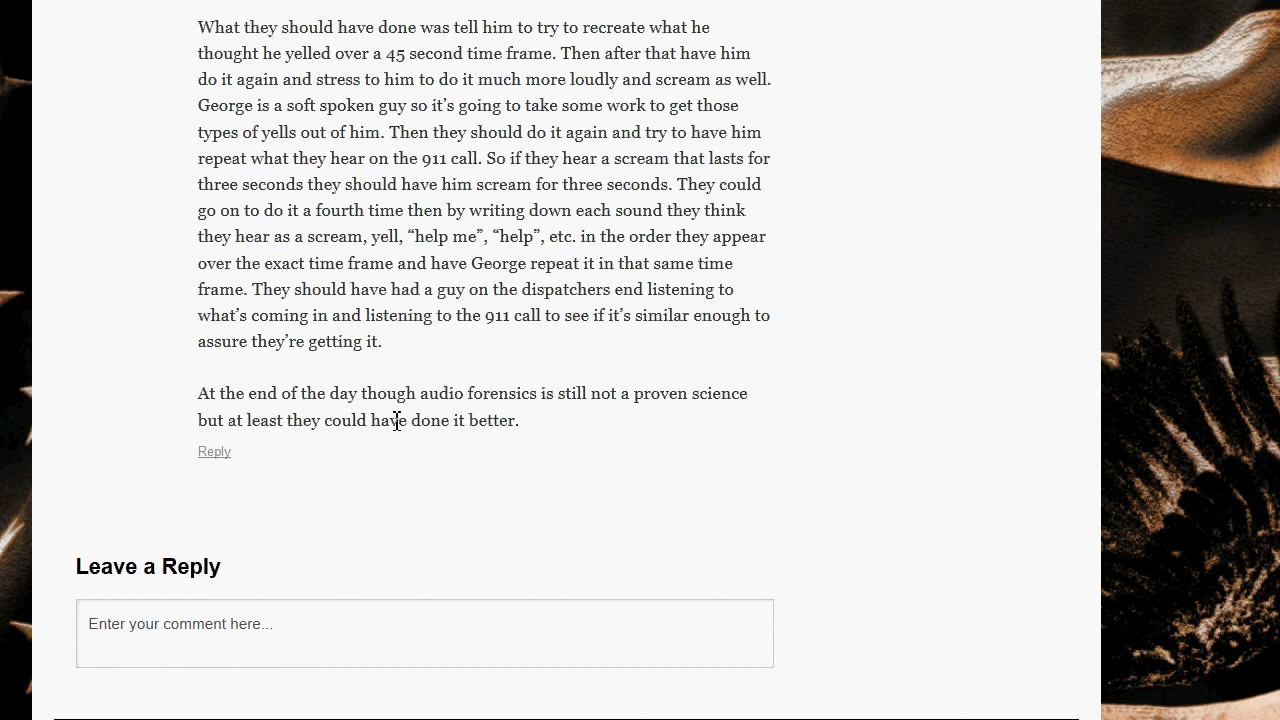 What they should have done was tell him to try to recreate what he
thought he yelled over a 45 second time frame. Then after that have him
do it again and stress to him to do it much more loudly and scream as well.
George is a soft spoken guy so it’s going to take some work to get those
types of yells out of him. Then they should do it again and try to have him
repeat what they hear on the 911 call. So if they hear a scream that lasts for
three seconds they should have him scream for three seconds. They could
go on to do it a fourth time then by writing down each sound they think
they hear as a scream, yell, “help me”, “help”, etc. in the order they appear
over the exact time frame and have George repeat it in that same time
frame. They should have had a guy on the dispatchers end listening to
what’s coming in and listening to the 911 call to see if it’s similar enough to
assure they’re getting it.
At the end of the day though audio forensics is still not a proven science
but at least they could have done it better.
Reply
Leave a Reply
Enter your comment here...